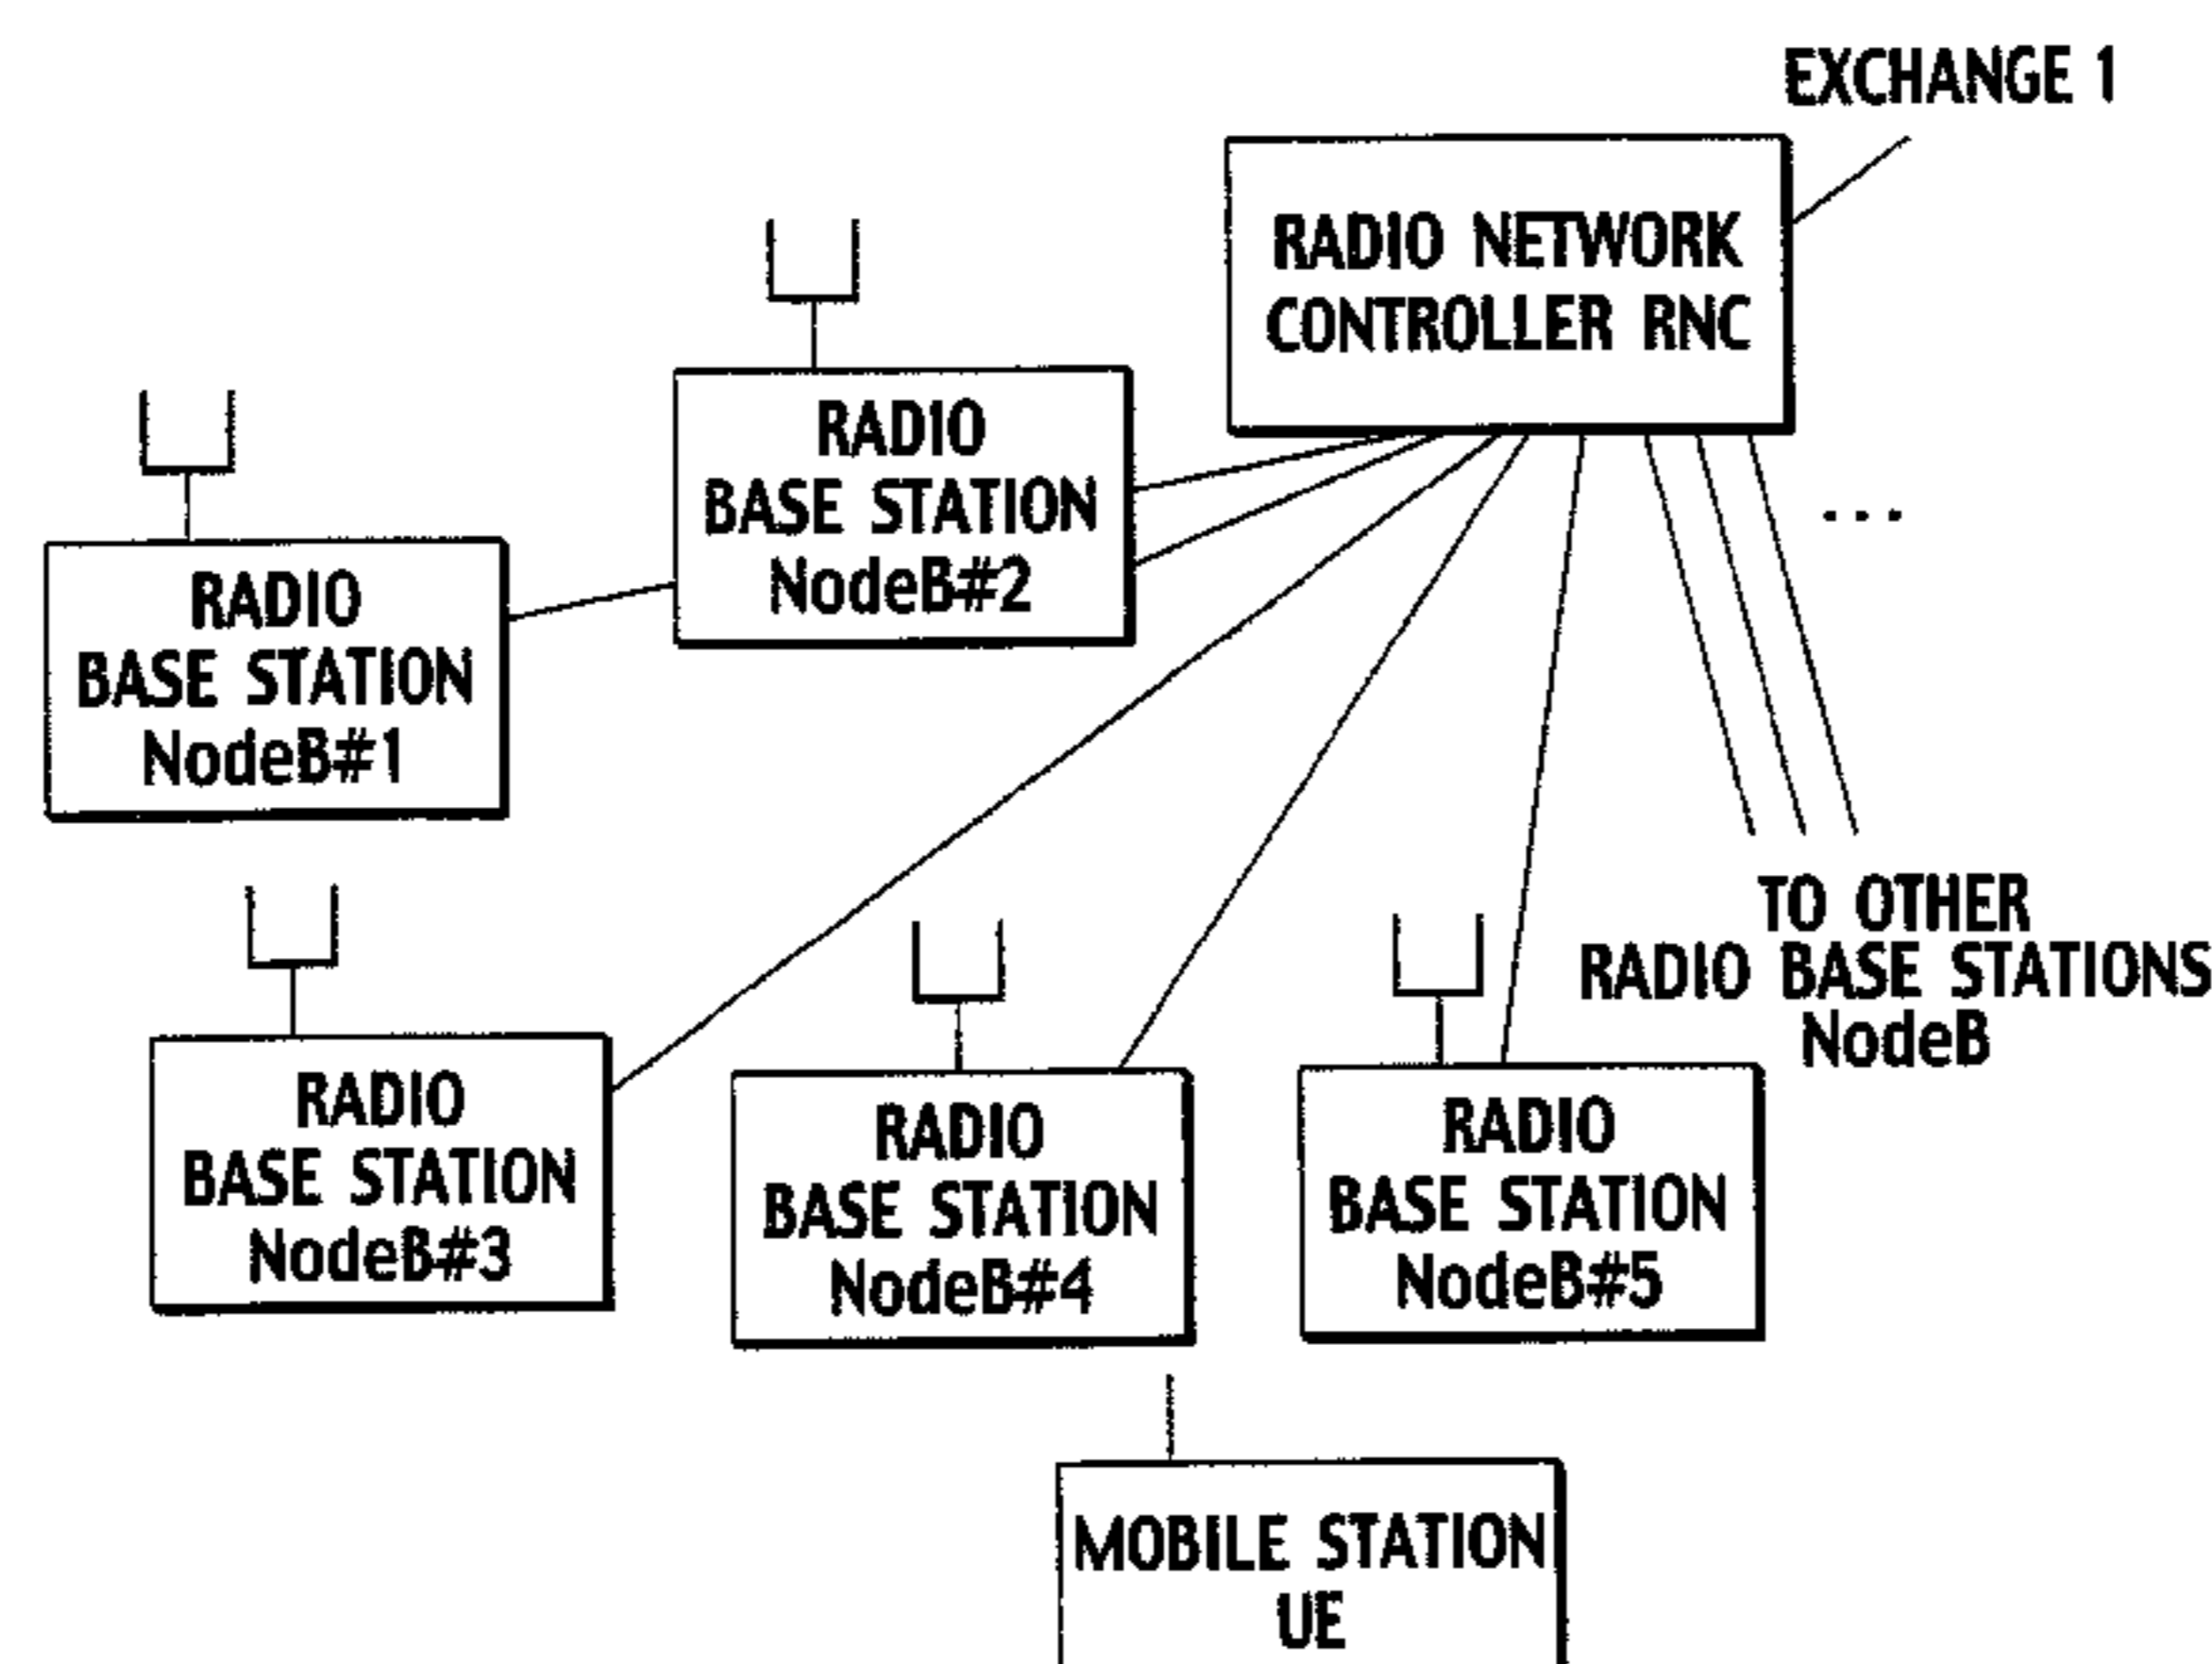 EXCHANGE 1
RADIO NETWORK
CONTROLLER RNC
RADIO
BASE STATION
NodeB#2
RADIO
BASE STATION
NodeB#1
...
TO OTHER
RADIO BASE STATIONS
NodeB
RADIO
BASE STATION
NodeB#3
RADIO
BASE STATION
NodeB#4
RADIO
BASE STATION
NodeB#5
MOBILE STATION
UE